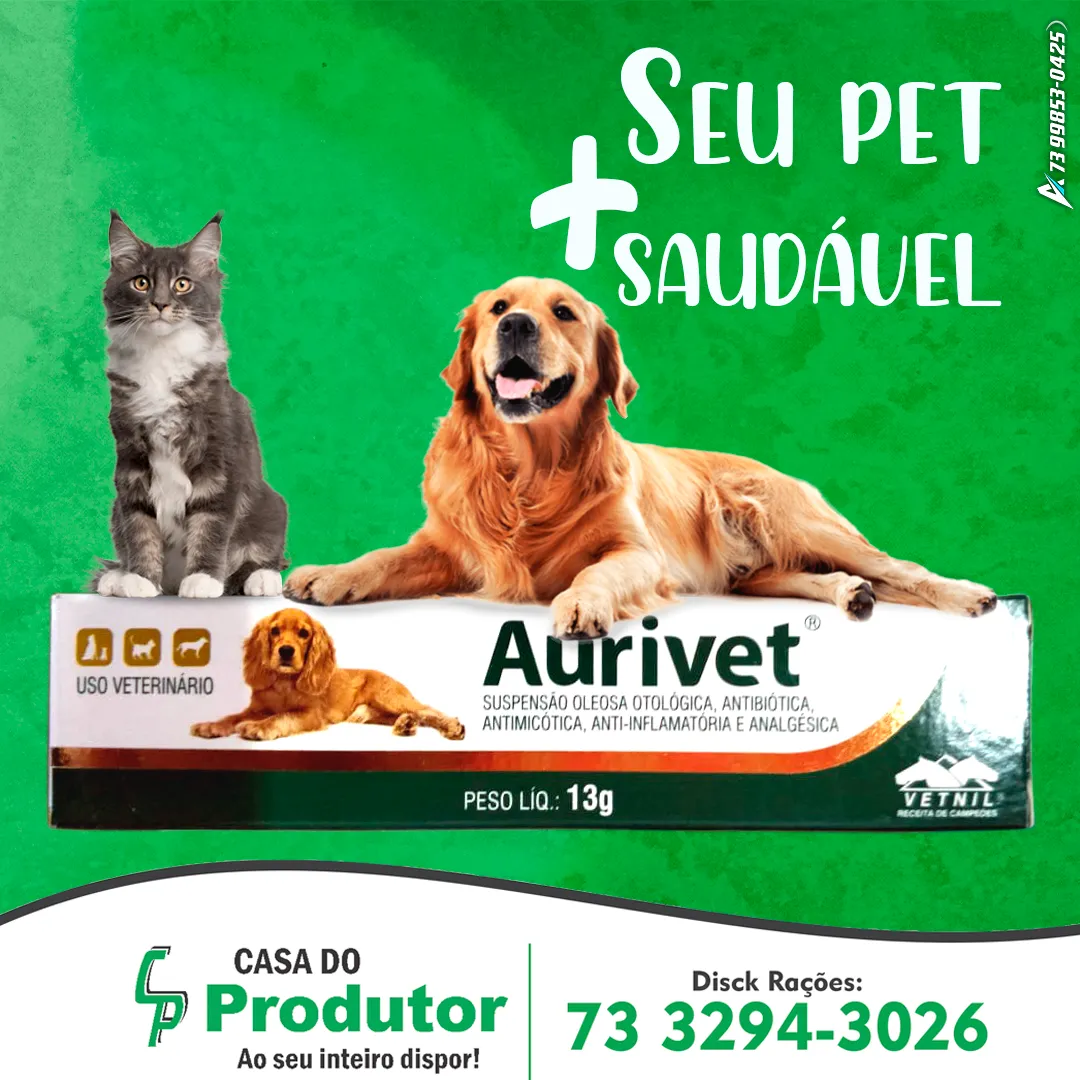 SEU PET
+
SAUDÁVEL
73 99853-0425
Aurivet®
USO VETERINÁRIO
SUSPENSÃO OLEOSA OTOLÓGICA, ANTIBIÓTICA,
ANTIMICÓTICA, ANTI-INFLAMATÓRIA E ANALGÉSICA
PESO LÍQ.: 13g
VETNIL®
RECEITA DE CAMPEÕES
CP
CASA DO
Produtor
Ao seu inteiro dispor!
Disck Rações:
73 3294-3026